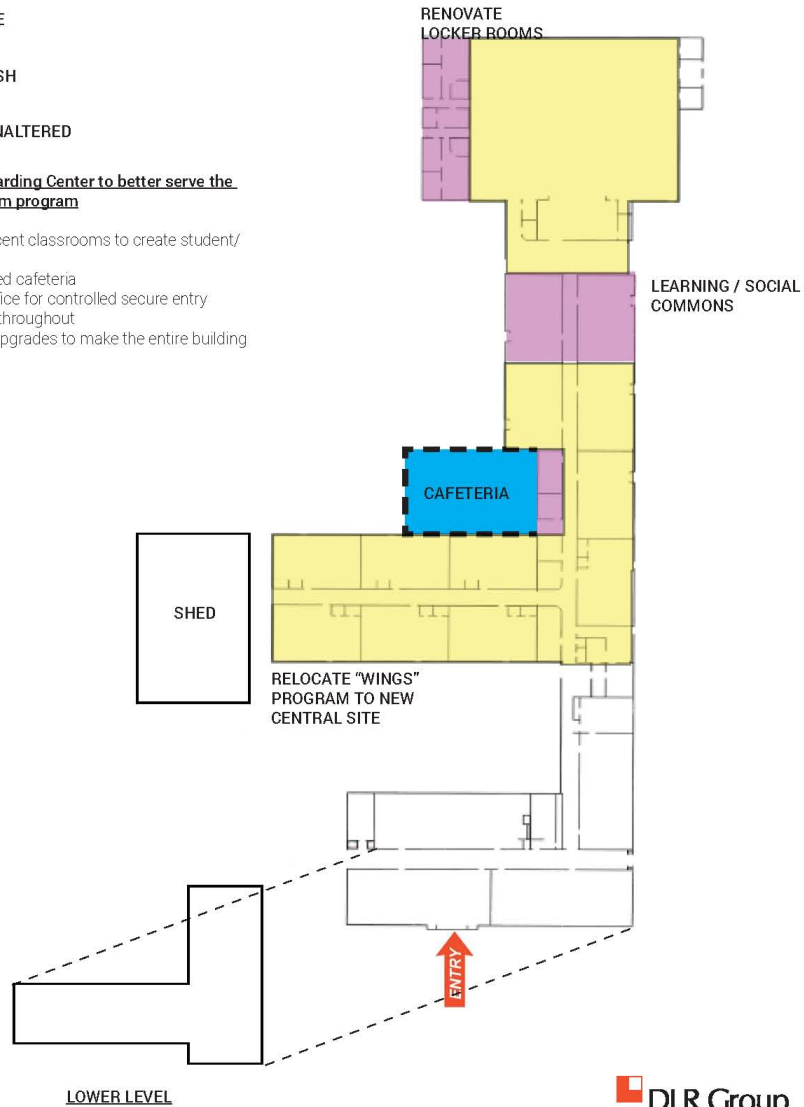 E
SH
NALTERED
arding Center to better serve the
m program
cent classrooms to create student/
ed cafeteria
fice for controlled secure entry
throughout
pgrades to make the entire building
RENOVATE
LOCKER ROOMS
LEARNING / SOCIAL
COMMONS
CAFETERIA
SHED
RELOCATE “WINGS”
PROGRAM TO NEW
CENTRAL SITE
ENTRY
LOWER LEVEL
DLR Group